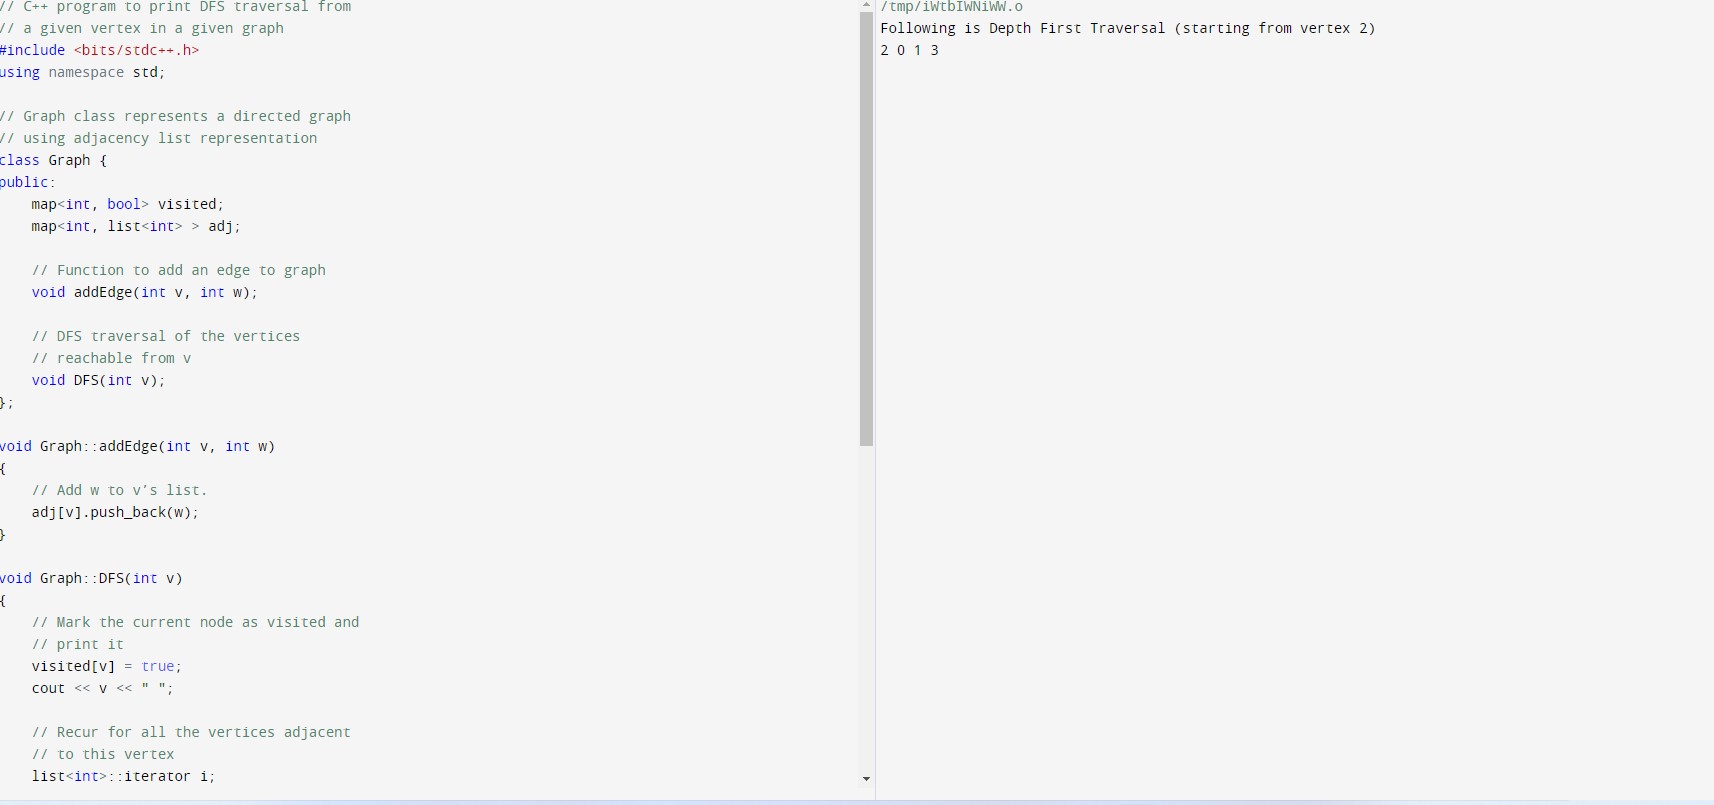 // C++ program to print DFS traversal from
// a given vertex in a given graph
#include <bits/stdc++.h>
using namespace std;
// Graph class represents a directed graph
// using adjacency list representation
class Graph {
public:
map<int, bool> visited;
map<int, list<int> > adj;
// Function to add an edge to graph
void addEdge(int v, int w);
// DFS traversal of the vertices
// reachable from v
void DFS(int v);
};
void Graph::addEdge(int v, int w)
{
// Add w to v’s list.
adj[v].push_back(w);
}
void Graph::DFS(int v)
{
// Mark the current node as visited and
// print it
visited[v] = true;
cout << v << " ";
// Recur for all the vertices adjacent
// to this vertex
list<int>::iterator i;
/tmp/iWtbIWNiWW.o
Following is Depth First Traversal (starting from vertex 2)
2 0 1 3